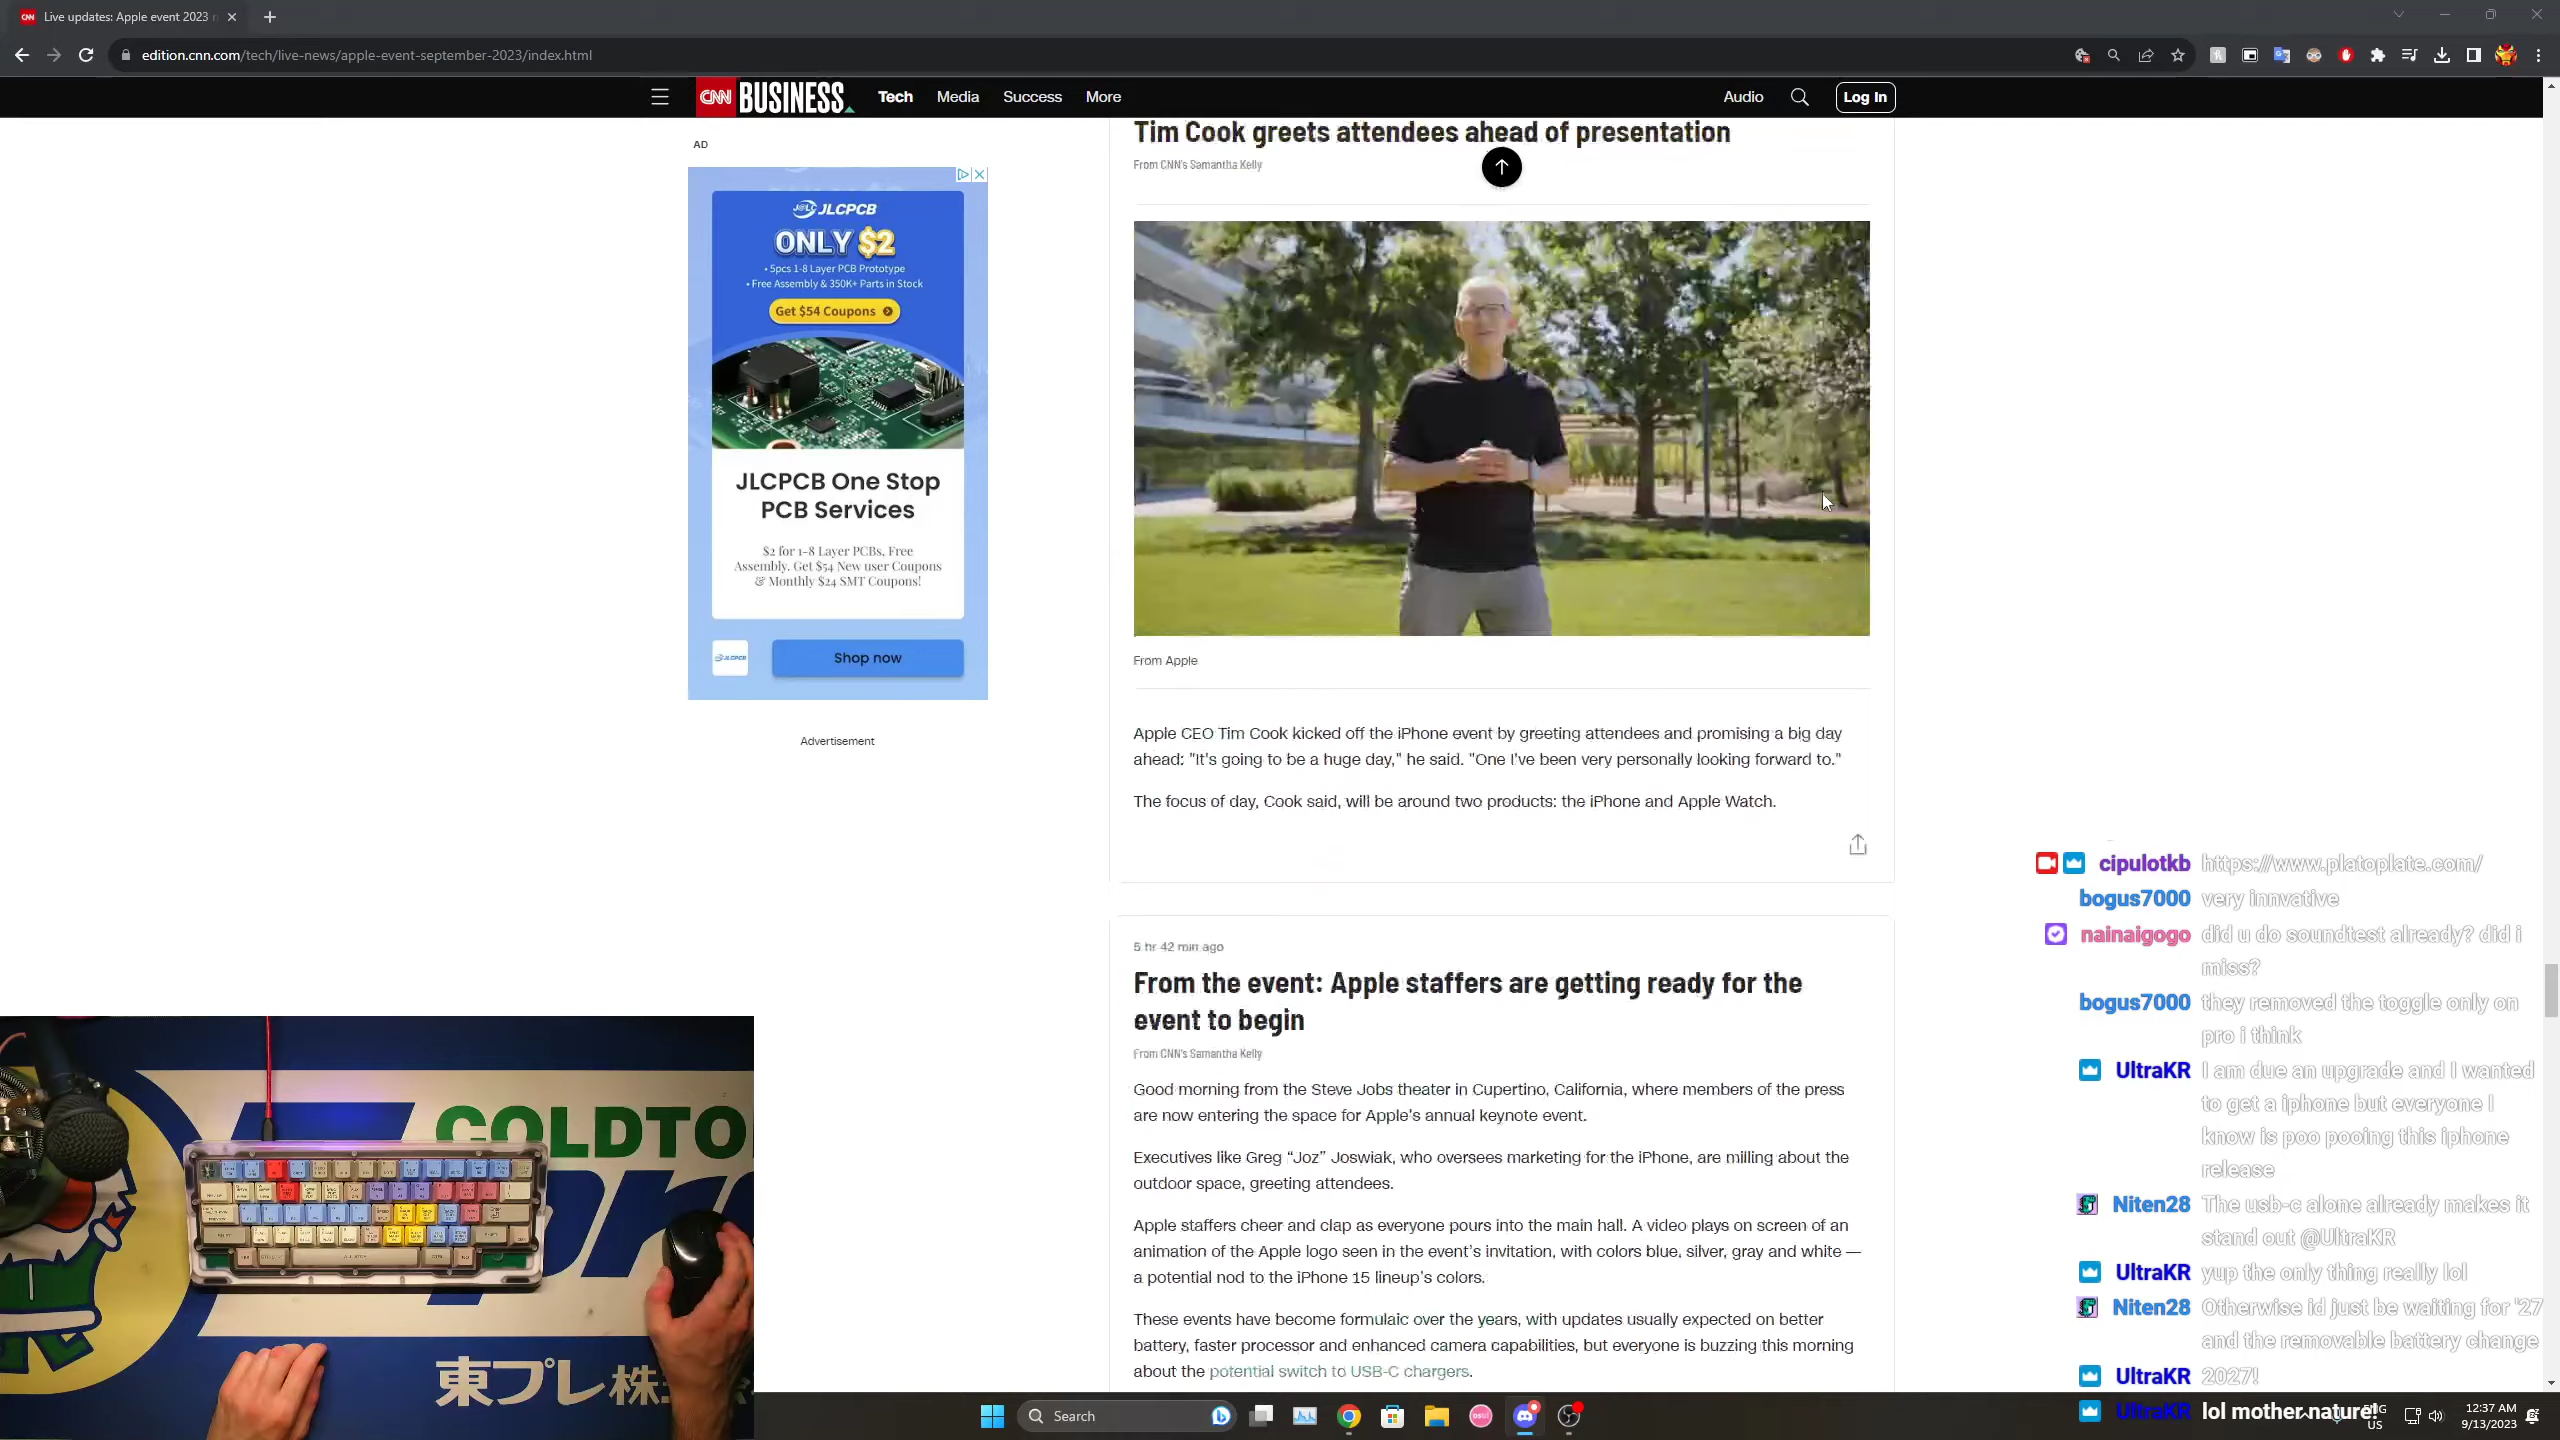 Live updates: Apple event 2023
edition.cnn.com/tech/live-news/apple-event-september-2023/index.html
CNN BUSINESS
Tech
Media
Success
More
Audio
Log In
AD
JLCPCB
ONLY $2
• 5pcs 1-8 Layer PCB Prototype
• Free Assembly & 350K+ Parts in Stock
Get $54 Coupons
JLCPCB One Stop
PCB Services
$2 for 1-8 Layer PCBs, Free
Assembly. Get $54 New user Coupons
& Monthly $24 SMT Coupons!
JLCPCB
Shop now
Advertisement
Tim Cook greets attendees ahead of presentation
From CNN's Samantha Kelly
From Apple
Apple CEO Tim Cook kicked off the iPhone event by greeting attendees and promising a big day
ahead: "It's going to be a huge day," he said. "One I've been very personally looking forward to."
The focus of day, Cook said, will be around two products: the iPhone and Apple Watch.
5 hr 42 min ago
From the event: Apple staffers are getting ready for the
event to begin
From CNN's Samantha Kelly
Good morning from the Steve Jobs theater in Cupertino, California, where members of the press
are now entering the space for Apple's annual keynote event.
Executives like Greg “Joz” Joswiak, who oversees marketing for the iPhone, are milling about the
outdoor space, greeting attendees.
Apple staffers cheer and clap as everyone pours into the main hall. A video plays on screen of an
animation of the Apple logo seen in the event's invitation, with colors blue, silver, gray and white —
a potential nod to the iPhone 15 lineup's colors.
These events have become formulaic over the years, with updates usually expected on better
battery, faster processor and enhanced camera capabilities, but everyone is buzzing this morning
about the potential switch to USB-C chargers.
cipulotkb https://www.platoplate.com/
bogus7000 very innvative
nainaigogo did u do soundtest already? did i
miss?
bogus7000 they removed the toggle only on
pro i think
UltraKR I am due an upgrade and I wanted
to get a iphone but everyone I
know is poo pooing this iphone
release
Niten28 The usb-c alone already makes it
stand out @UltraKR
UltraKR yup the only thing really lol
Niten28 Otherwise id just be waiting for '27
and the removable battery change
UltraKR 2027!
UltraKR lol mother nature!
COLDTO
東プレ株
Search
US
12:37 AM
9/13/2023